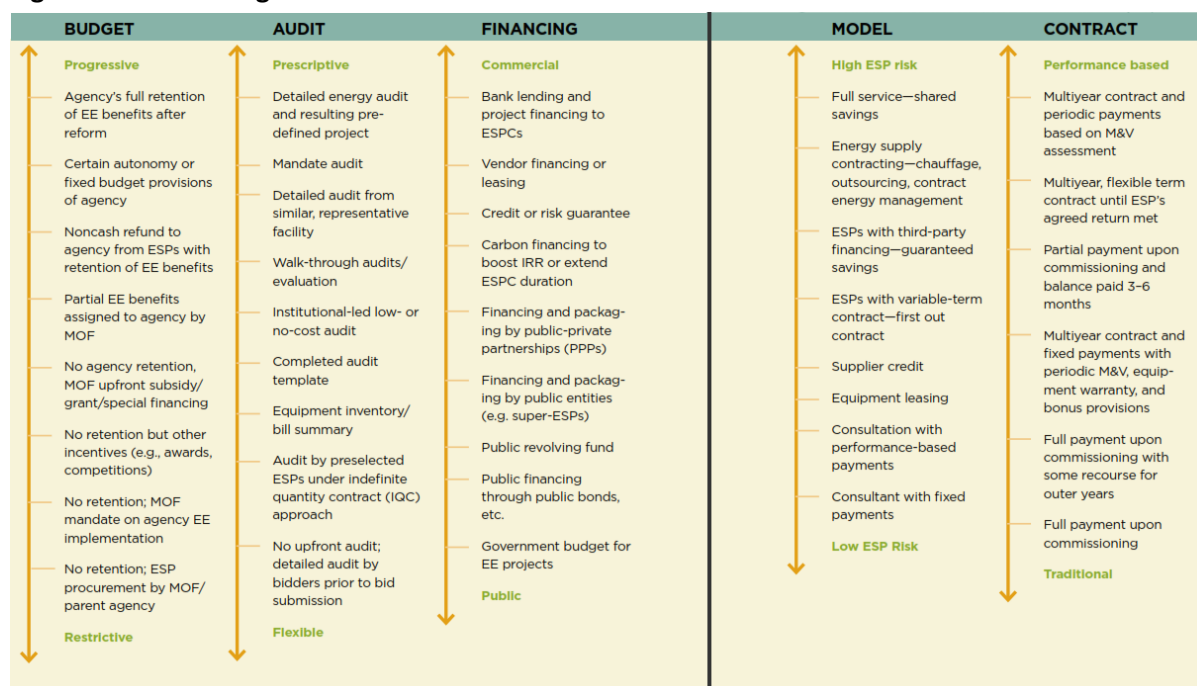 BUDGET
Progressive
Agency's full retention
of EE benefits after
reform
Certain autonomy or
fixed budget provisions
of agency
Noncash refund to
agency from ESPs with
retention of EE benefits
Partial EE benefits
assigned to agency by
MOF
No agency retention,
MOF upfront subsidy/
grant/special financing
No retention but other
incentives (e.g., awards,
competitions)
No retention; MOF
mandate on agency EE
implementation
No retention; ESP
procurement by MOF/
parent agency
Restrictive
AUDIT
Prescriptive
Detailed energy audit
and resulting pre-
defined project
Mandate audit
Detailed audit from
similar, representative
facility
Walk-through audits/
evaluation
Institutional-led low- or
no-cost audit
Completed audit
template
Equipment inventory/
bill summary
Audit by preselected
ESPs under indefinite
quantity contract (IQC)
approach
No upfront audit;
detailed audit by
bidders prior to bid
submission
Flexible
FINANCING
Commercial
Bank lending and
project financing to
ESPCs
Vendor financing or
leasing
Credit or risk guarantee
Carbon financing to
boost IRR or extend
ESPC duration
Financing and packag-
ing by public-private
partnerships (PPPs)
Financing and packag-
ing by public entities
(e.g. super-ESPs)
Public revolving fund
Public financing
through public bonds,
etc.
Government budget for
EE projects
Public
MODEL
High ESP risk
Full service—shared
savings
Energy supply
contracting—chauffage,
outsourcing, contract
energy management
ESPs with third-party
financing—guaranteed
savings
ESPs with variable-term
contract—first out
contract
Supplier credit
Equipment leasing
Consultation with
performance-based
payments
Consultant with fixed
payments
Low ESP Risk
CONTRACT
Performance based
Multiyear contract and
periodic payments
based on M&V
assessment
Multiyear, flexible term
contract until ESP's
agreed return met
Partial payment upon
commissioning and
balance paid 3–6
months
Multiyear contract and
fixed payments with
periodic M&V, equip-
ment warranty, and
bonus provisions
Full payment upon
commissioning with
some recourse for
outer years
Full payment upon
commissioning
Traditional